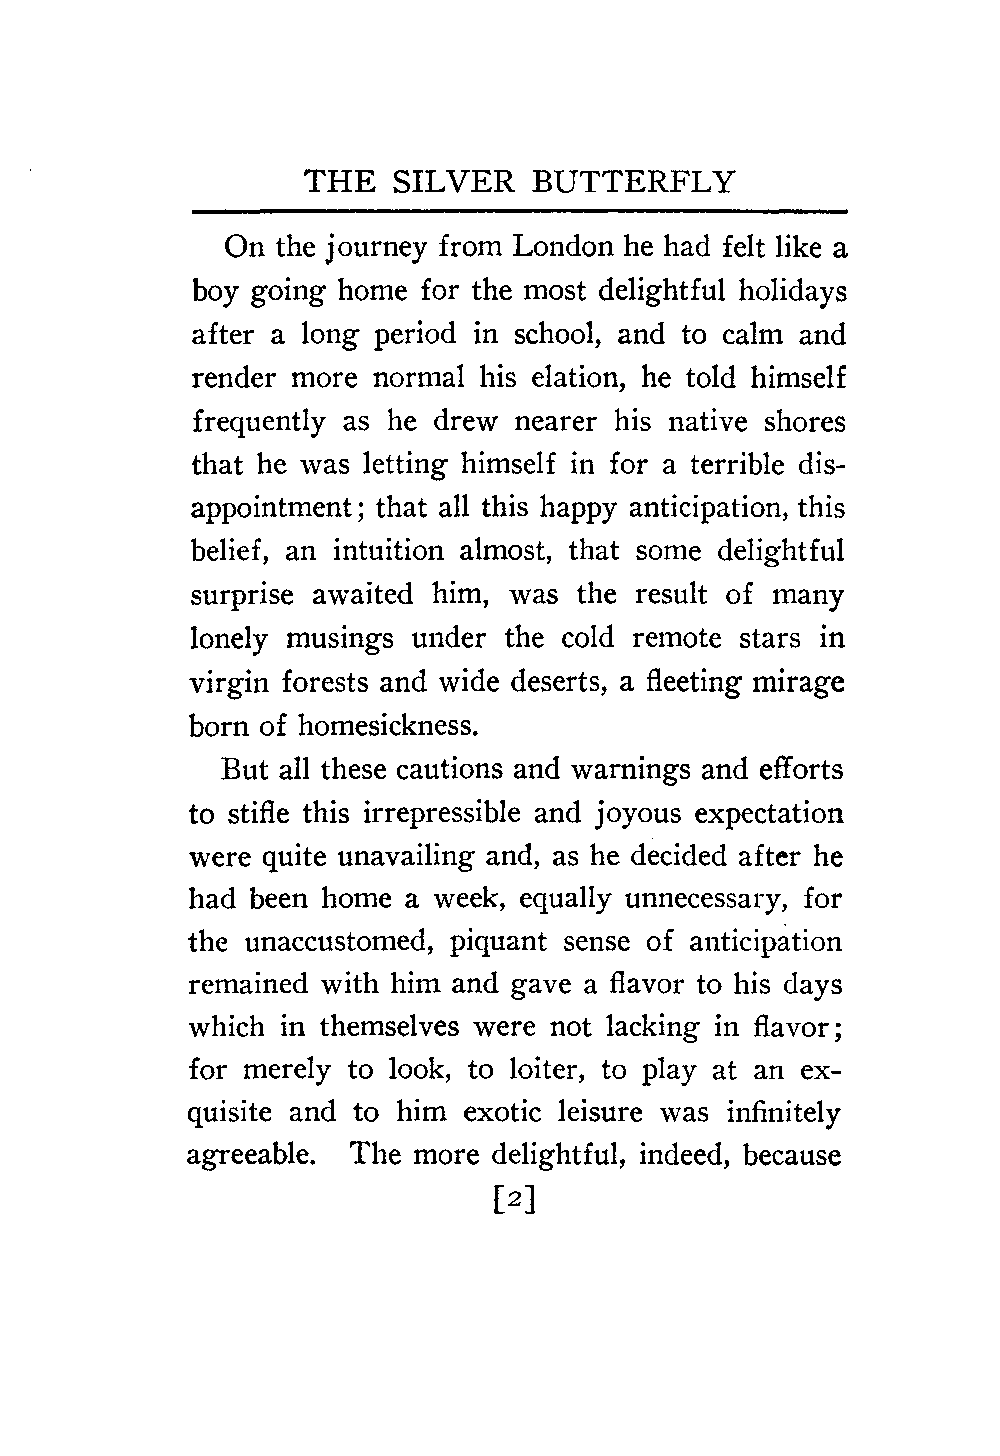 THE SILVER BUTTERFLY
On the journey from London he had felt like a
boy going home for the most delightful holidays
after a long period in school, and to calm and
render more normal his elation, he told himself
frequently as he drew nearer his native shores
that he was letting himself in for a terrible dis-
appointment; that all this happy anticipation, this
belief, an intuition almost, that some delightful
surprise awaited him, was the result of many
lonely musings under the cold remote stars in
virgin forests and wide deserts, a fleeting mirage
born of homesickness.
But all these cautions and warnings and efforts
to stifle this irrepressible and joyous expectation
were quite unavailing and, as he decided after he
had been home a week, equally unnecessary, for
the unaccustomed, piquant sense of anticipation
remained with him and gave a flavor to his days
which in themselves were not lacking in flavor;
for merely to look, to loiter, to play at an ex-
quisite and to him exotic leisure was infinitely
agreeable. The more delightful, indeed, because
[2]